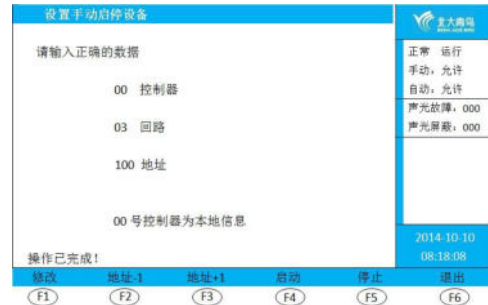 设置手动启停设备
请输入正确的数据
00 控制器
03 回路
100 地址
00 号控制器为本地信息
操作已完成!
北大青鸟
正常 运行
手动: 允许
自动: 允许
声光故障: 000
声光屏蔽: 000
2014-10-10
08:18:08
修改 地址-1 地址+1 启动 停止 退出
F1 F2 F3 F4 F5 F6